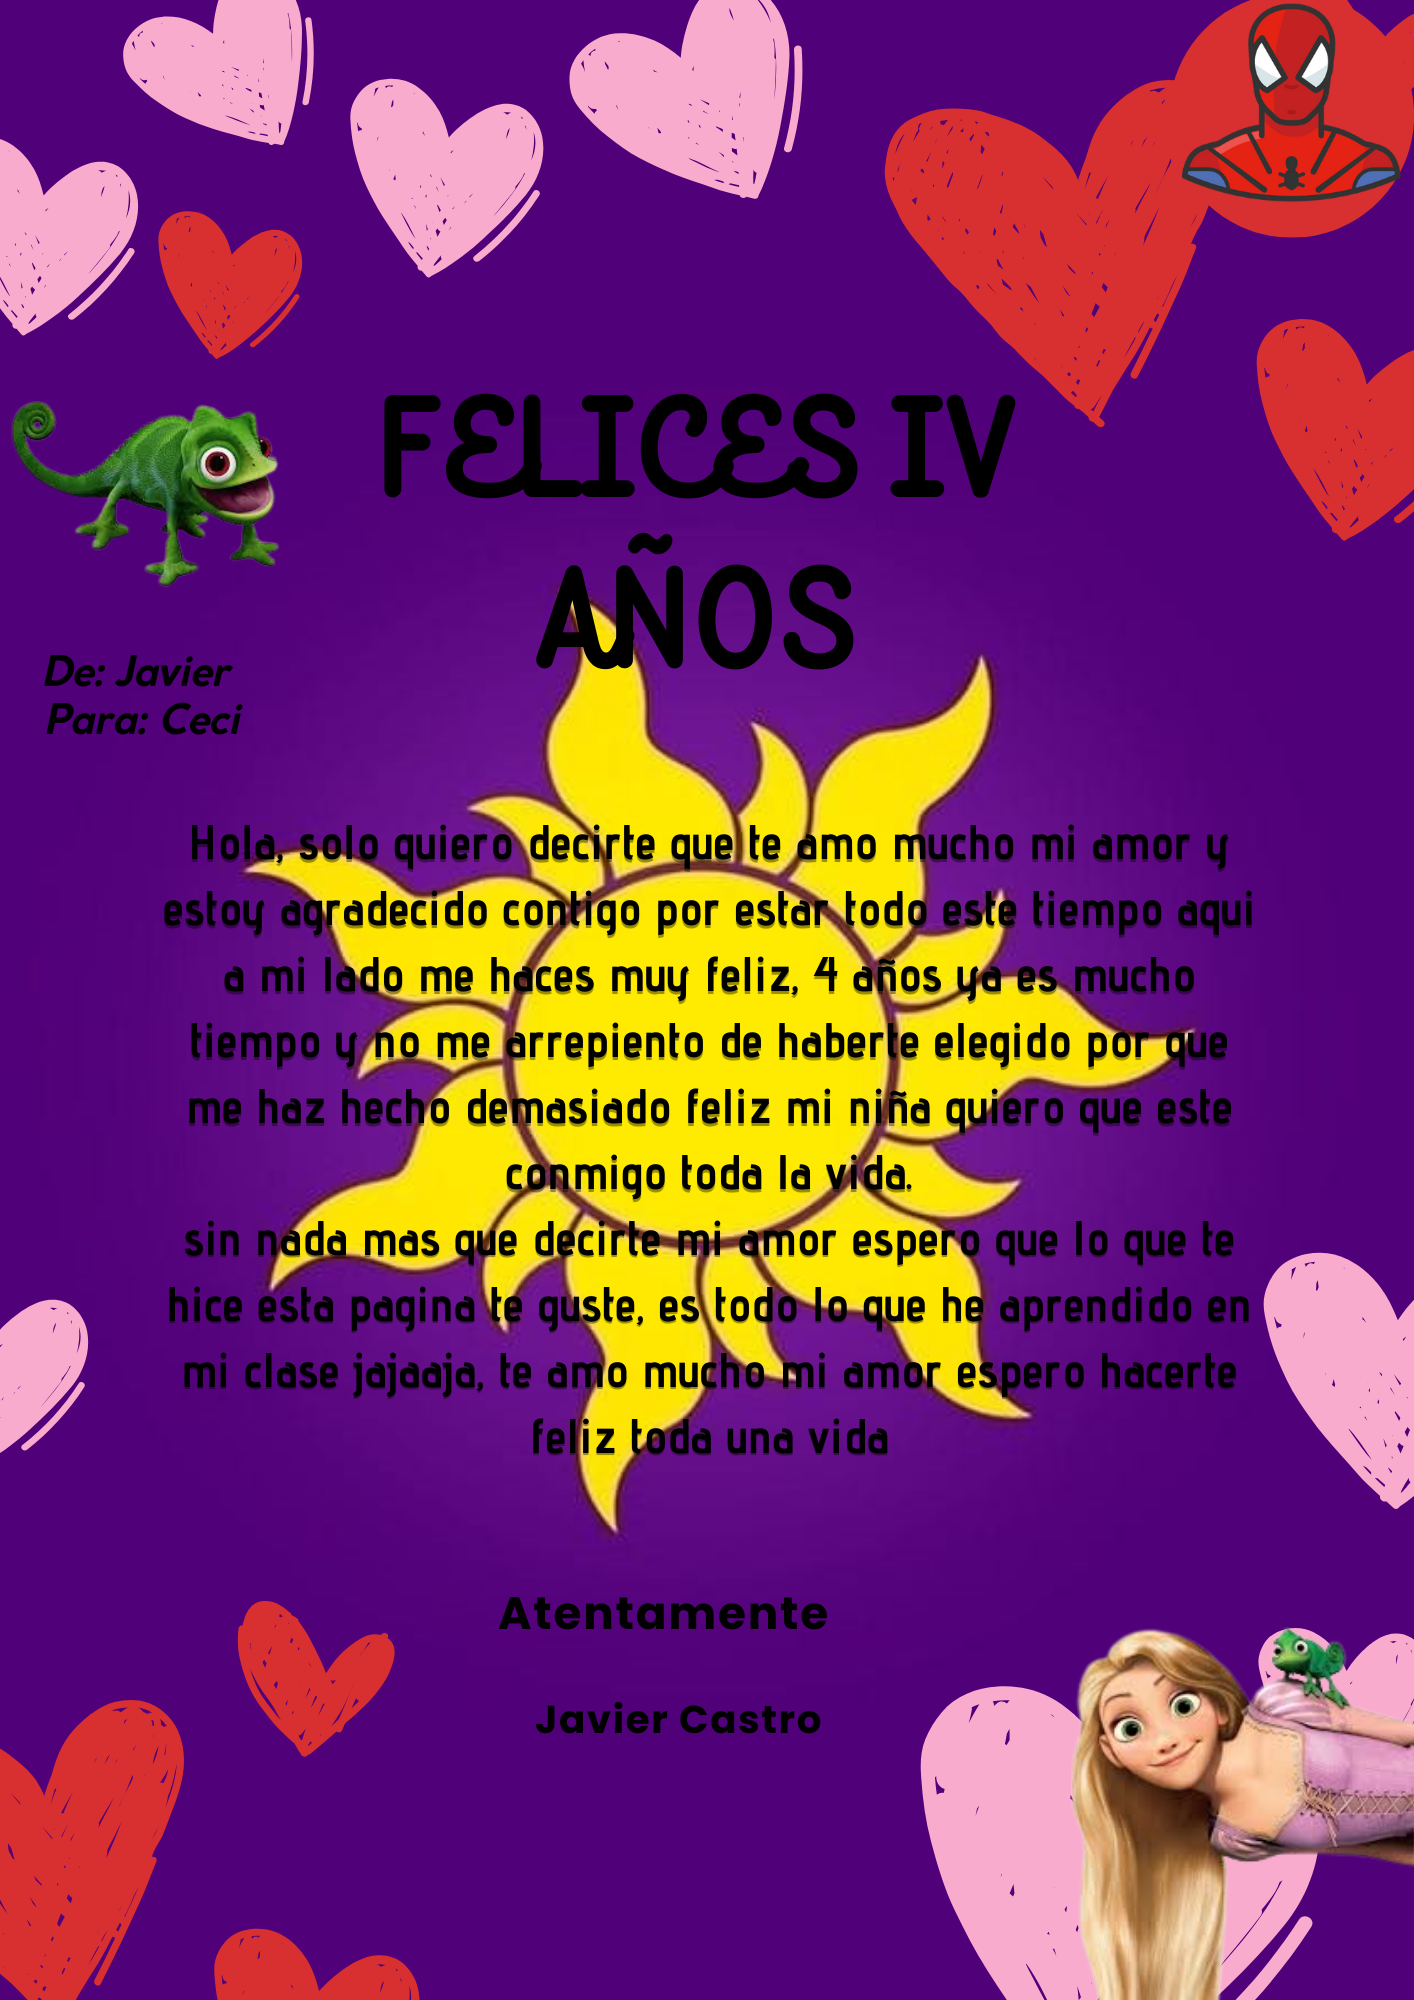 FELICES IV
AÑOS
De: Javier
Para: Ceci
Hola, solo quiero decirte que te amo mucho mi amor y
estoy agradecido contigo por estar todo este tiempo aqui
a mi lado me haces muy feliz, 4 años ya es mucho
tiempo y no me arrepiento de haberte elegido por que
me haz hecho demasiado feliz mi niña quiero que este
conmigo toda la vida.
sin nada mas que decirte mi amor espero que lo que te
hice esta pagina te guste, es todo lo que he aprendido en
mi clase jajaaja, te amo mucho mi amor espero hacerte
feliz toda una vida
Atentamente
Javier Castro